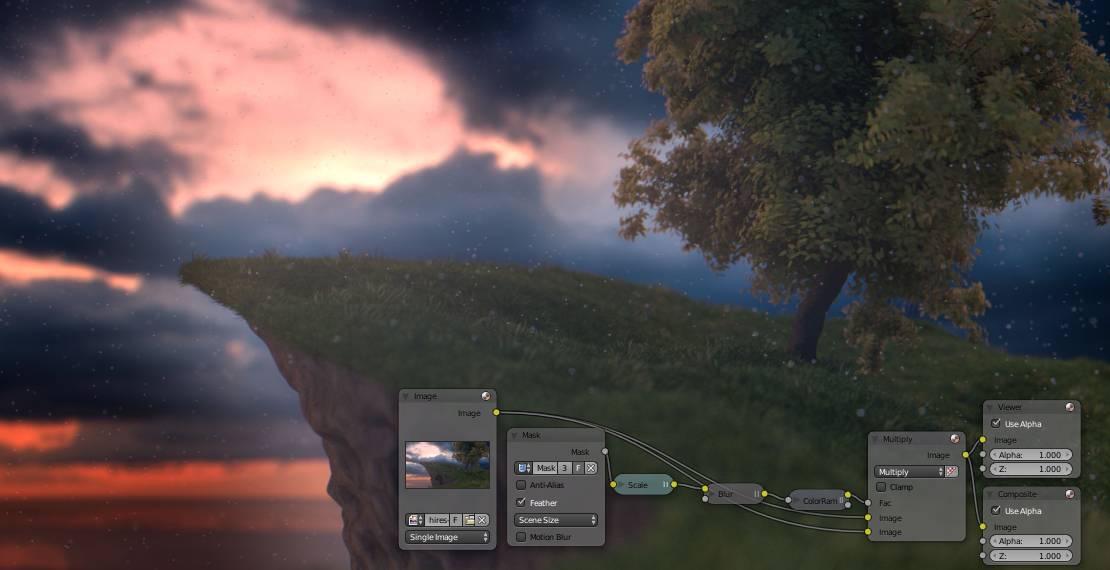 Image
Image
hires
F
Single Image
Mask
Mask
Mask 3 F
Anti-Alias
Feather
Scene Size
Motion Blur
Scale
Blur
ColorRam
Multiply
Image
Multiply
Clamp
Fac
Image
Image
Viewer
Use Alpha
Image
Alpha: 1.000
Z: 1.000
Composite
Use Alpha
Image
Alpha: 1.000
Z: 1.000